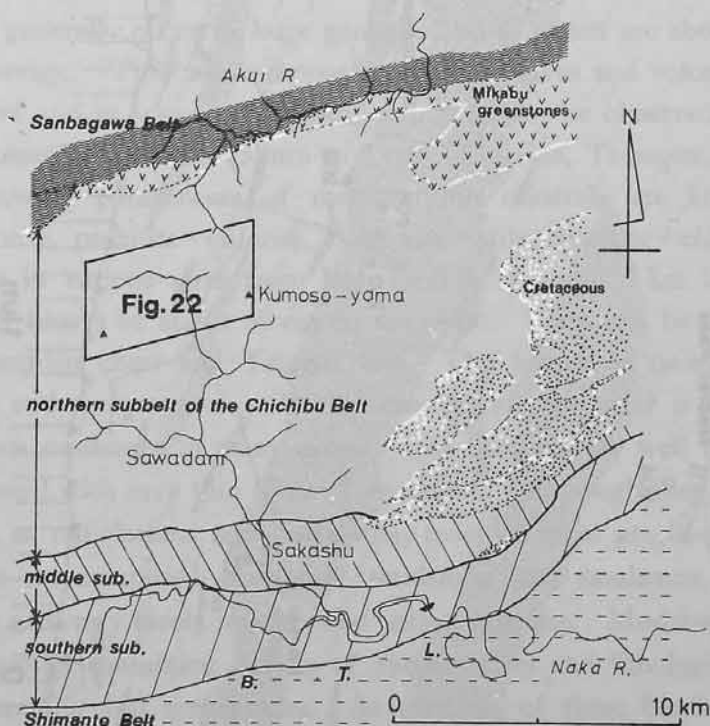 Akui R.
Mikabu
greenstones
Sanbagawa Belt
N
Fig. 22
Kumoso-yama
Cretaceous
northern subbelt of the Chichibu Belt
Sawadani
Sakashu
middle sub.
southern sub.
L.
Naka R.
B.
T.
Shimanto Belt
0
10 km